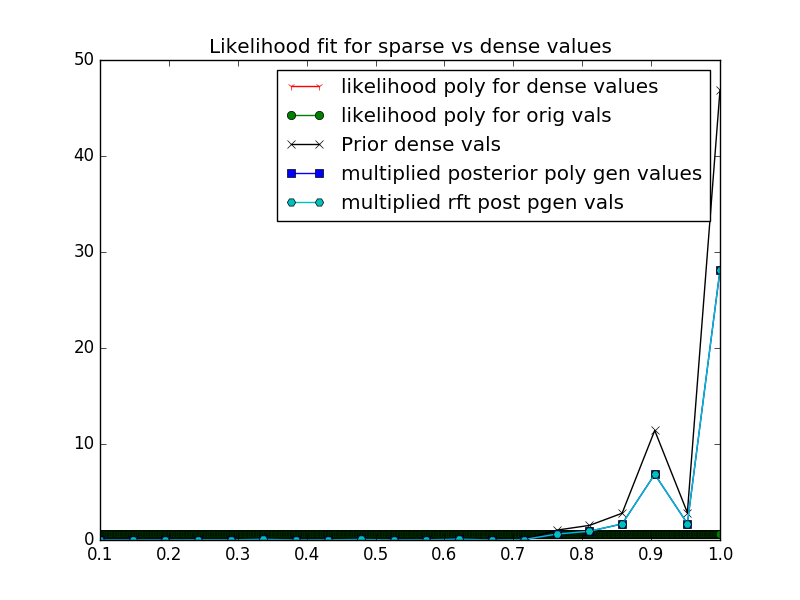 Likelihood fit for sparse vs dense values
50
40
30
20
10
0
likelihood poly for dense values
likelihood poly for orig vals
Prior dense vals
multiplied posterior poly gen values
multiplied rft post pgen vals
0.1 0.2 0.3 0.4 0.5 0.6 0.7 0.8 0.9 1.0